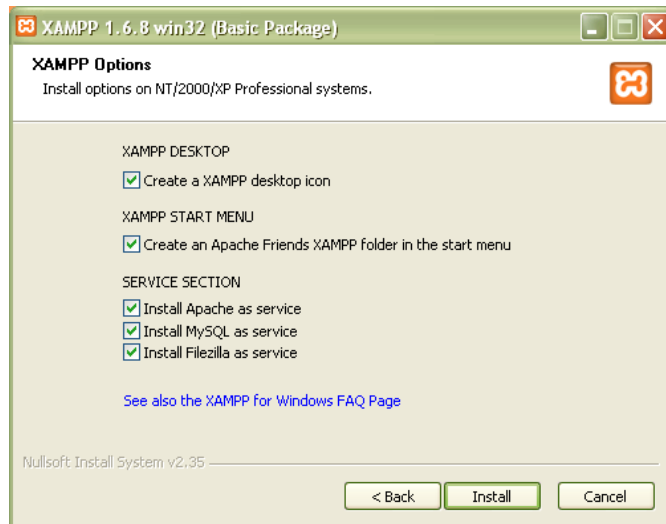 XAMPP 1.6.8 win32 (Basic Package)
XAMPP Options
Install options on NT/2000/XP Professional systems.
XAMPP DESKTOP
Create a XAMPP desktop icon
XAMPP START MENU
Create an Apache Friends XAMPP folder in the start menu
SERVICE SECTION
Install Apache as service
Install MySQL as service
Install Filezilla as service
See also the XAMPP for Windows FAQ Page
Nullsoft Install System v2.35
< Back
Install
Cancel